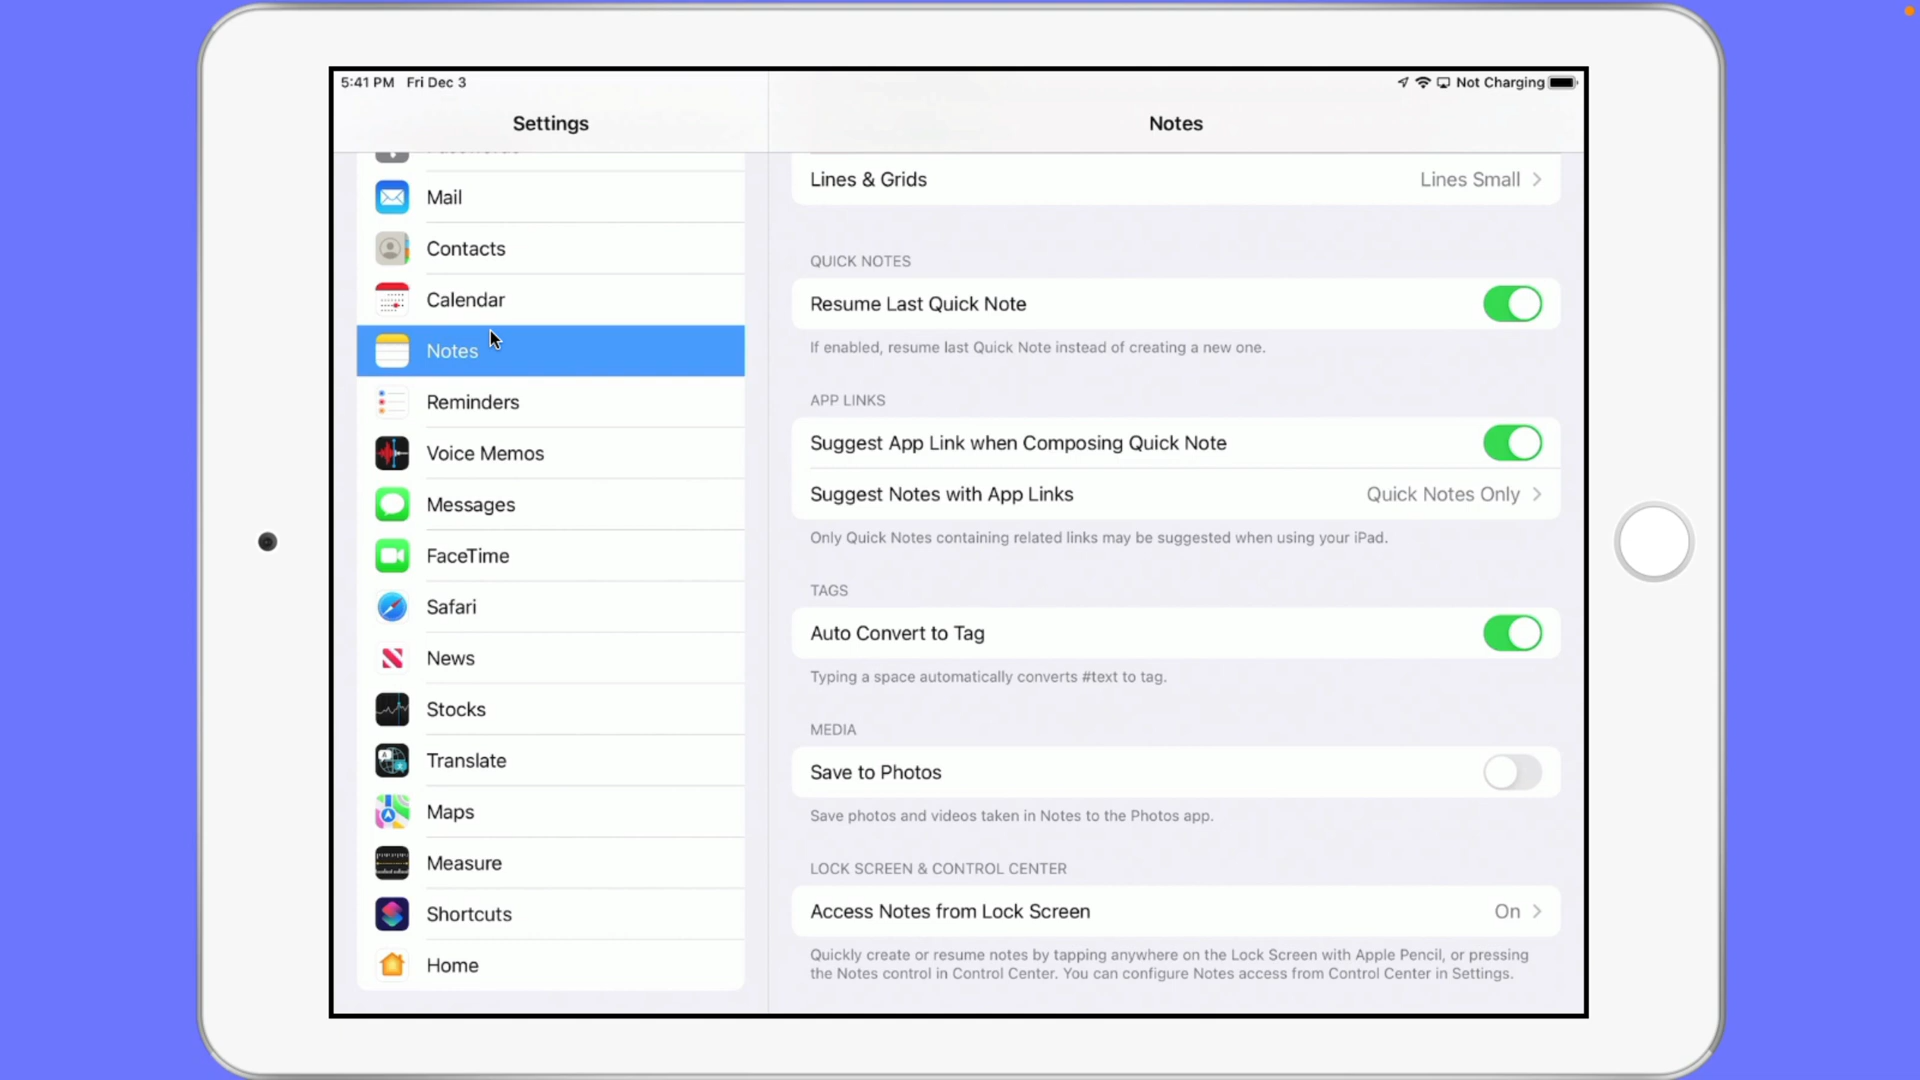 5:41 PM Fri Dec 3
Not Charging
Settings
Mail
Contacts
Calendar
Notes
Reminders
Voice Memos
Messages
FaceTime
Safari
News
Stocks
Translate
Maps
Measure
Shortcuts
Home
Notes
Lines & Grids Lines Small
QUICK NOTES
Resume Last Quick Note
If enabled, resume last Quick Note instead of creating a new one.
APP LINKS
Suggest App Link when Composing Quick Note
Suggest Notes with App Links Quick Notes Only
Only Quick Notes containing related links may be suggested when using your iPad.
TAGS
Auto Convert to Tag
Typing a space automatically converts #text to tag.
MEDIA
Save to Photos
Save photos and videos taken in Notes to the Photos app.
LOCK SCREEN & CONTROL CENTER
Access Notes from Lock Screen On
Quickly create or resume notes by tapping anywhere on the Lock Screen with Apple Pencil, or pressing
the Notes control in Control Center. You can configure Notes access from Control Center in Settings.